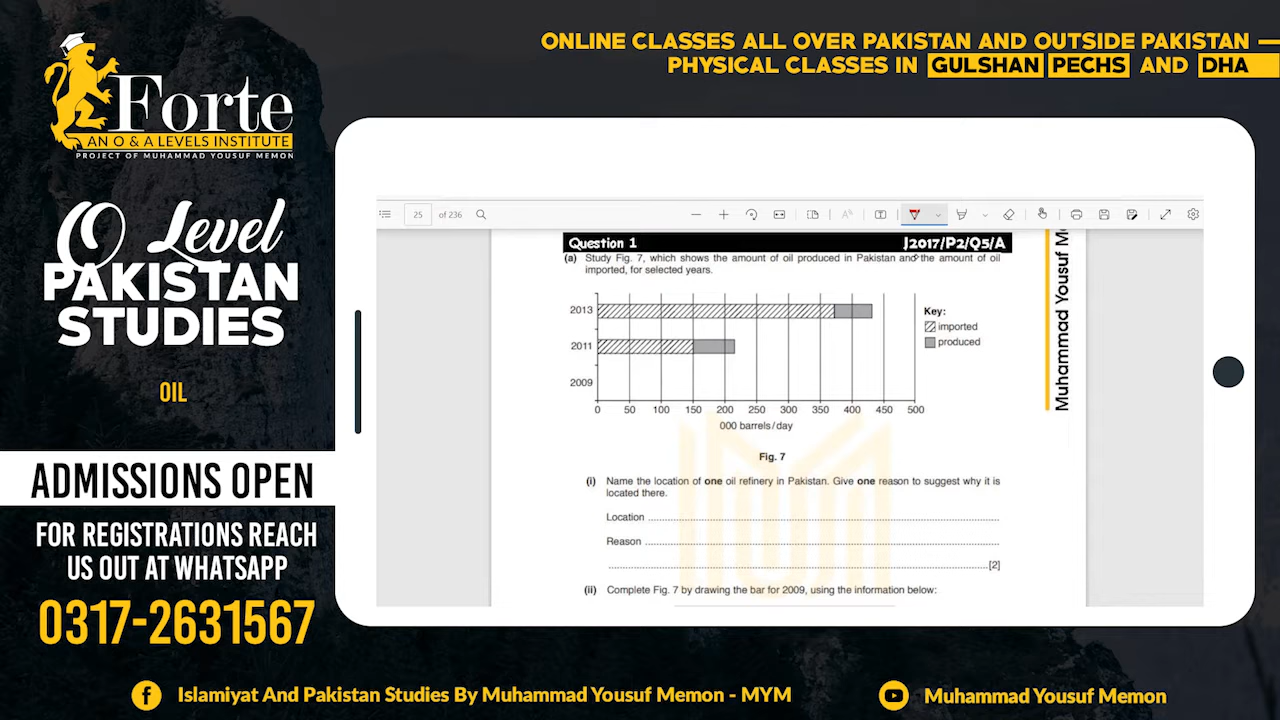 Forte
AN O & A LEVELS INSTITUTE
PROJECT OF MUHAMMAD YOUSUF MEMON
O Level
PAKISTAN
STUDIES
OIL
ADMISSIONS OPEN
FOR REGISTRATIONS REACH
US OUT AT WHATSAPP
0317-2631567
ONLINE CLASSES ALL OVER PAKISTAN AND OUTSIDE PAKISTAN
PHYSICAL CLASSES IN GULSHAN PECHS AND DHA
25 of 236
Question 1 J2017/P2/Q5/A
(a) Study Fig. 7, which shows the amount of oil produced in Pakistan and the amount of oil
imported, for selected years.
2013
2011
2009
0 50 100 150 200 250 300 350 400 450 500
000 barrels/day
Key:
imported
produced
Fig. 7
(i) Name the location of one oil refinery in Pakistan. Give one reason to suggest why it is
located there.
Location
Reason
[2]
(ii) Complete Fig. 7 by drawing the bar for 2009, using the information below:
Muhammad Yousuf
Islamiyat And Pakistan Studies By Muhammad Yousuf Memon - MYM
Muhammad Yousuf Memon